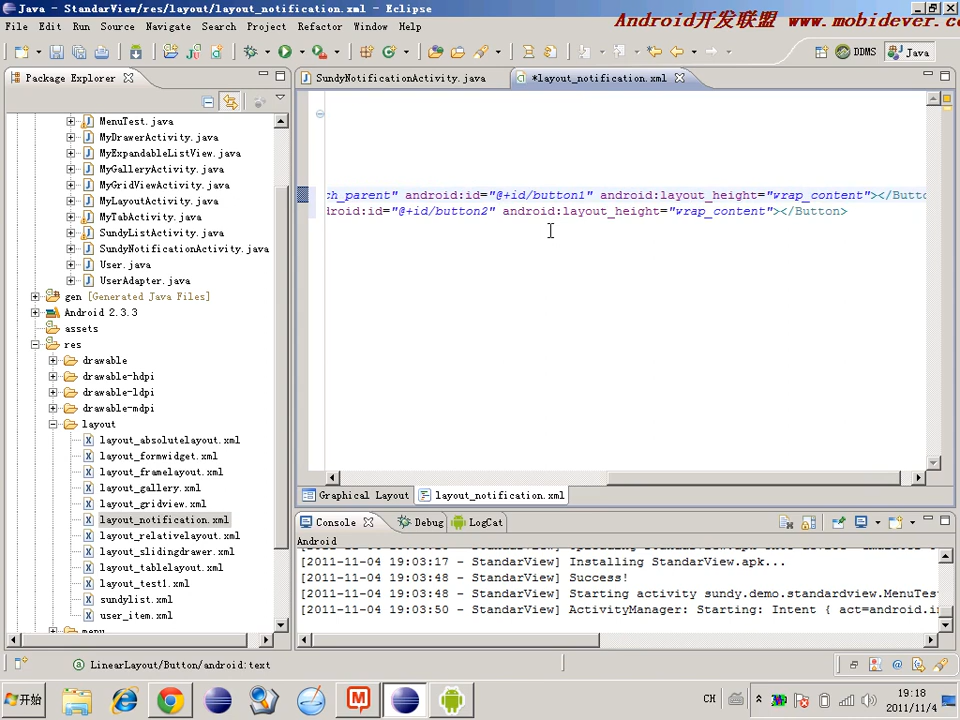 Java - StandarView/res/layout/layout_notification.xml - Eclipse
Android开发联盟 www.mobidever.co
File Edit Run Source Navigate Search Project Refactor Window Help
DDMS Java
Package Explorer
SundyNotificationActivity.java *layout_notification.xml
MenuTest.java
MyDrawerActivity.java
MyExpandableListView.java
MyGalleryActivity.java
MyGridViewActivity.java
MyLayoutActivity.java
MyTabActivity.java
SundyListActivity.java
SundyNotificationActivity.java
User.java
UserAdapter.java
gen [Generated Java Files]
Android 2.3.3
assets
res
drawable
drawable-hdpi
drawable-ldpi
drawable-mdpi
layout
layout_absolutelayout.xml
layout_formwidget.xml
layout_framelayout.xml
layout_gallery.xml
layout_gridview.xml
layout_notification.xml
layout_relativelayout.xml
layout_slidingdrawer.xml
layout_tablelayout.xml
layout_test1.xml
sundylist.xml
user_item.xml
menu
ch_parent" android:id="@+id/button1" android:layout_height="wrap_content"></Butto
droid:id="@+id/button2" android:layout_height="wrap_content"></Button>
Graphical Layout layout_notification.xml
Console Debug LogCat
Android
[2011-11-04 19:03:17 - StandarView] Installing StandarView.apk...
[2011-11-04 19:03:48 - StandarView] Success!
[2011-11-04 19:03:48 - StandarView] Starting activity sundy.demo.standardview.MenuTes
[2011-11-04 19:03:50 - StandarView] ActivityManager: Starting: Intent { act=android.in
LinearLayout/Button/android:text
开始
CH
19:18
2011/11/4